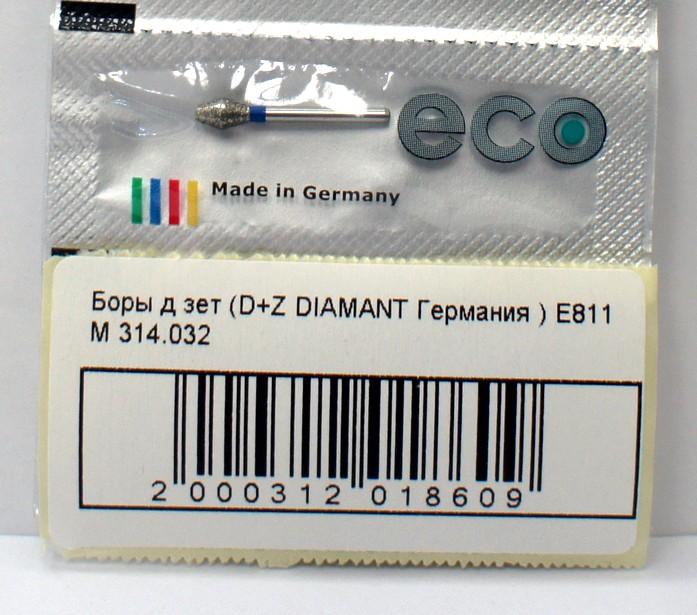 eco
Made in Germany
Боры д зет (D+Z DIAMANT Германия ) E811
M 314.032
2 000312 018609